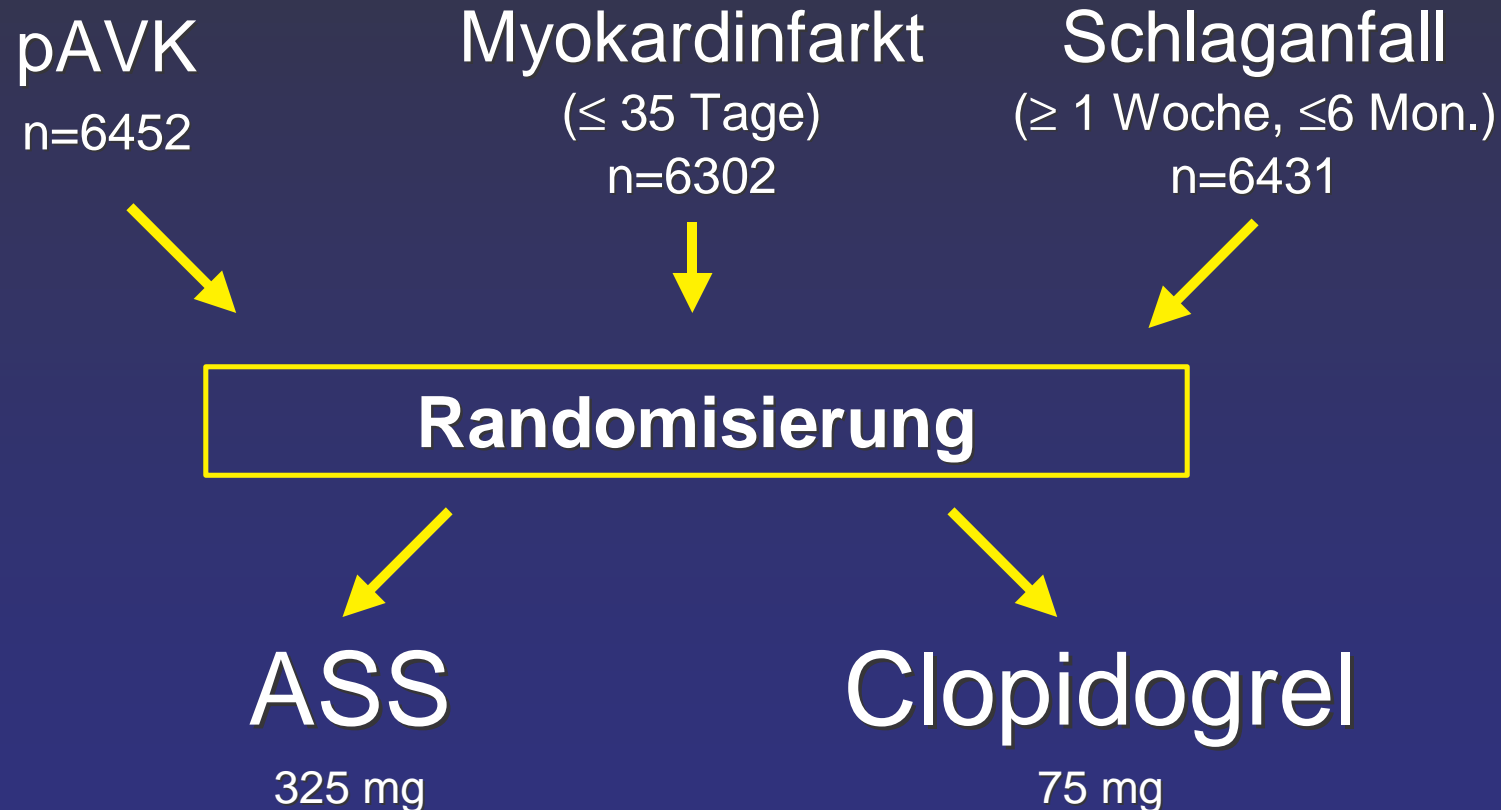 pAVK
n=6452
Myokardinfarkt
(≤ 35 Tage)
n=6302
Schlaganfall
(≥ 1 Woche, ≤6 Mon.)
n=6431
Randomisierung
ASS
325 mg
Clopidogrel
75 mg